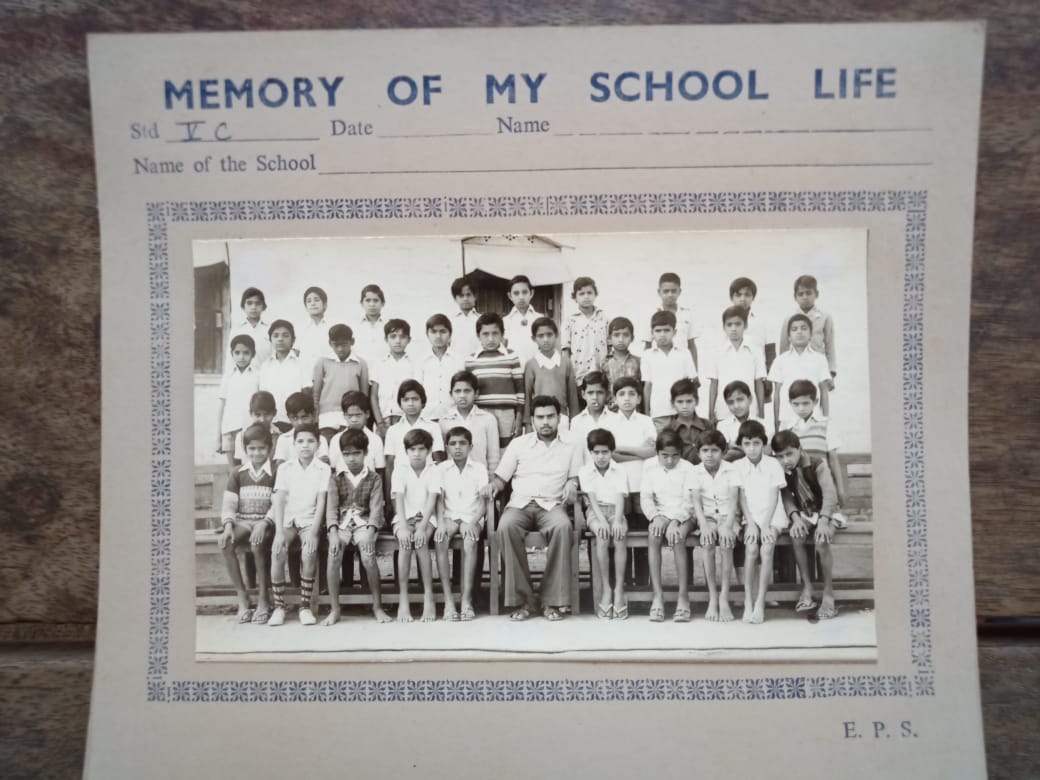 MEMORY OF MY SCHOOL LIFE
Std V C Date Name
Name of the School
E. P. S.